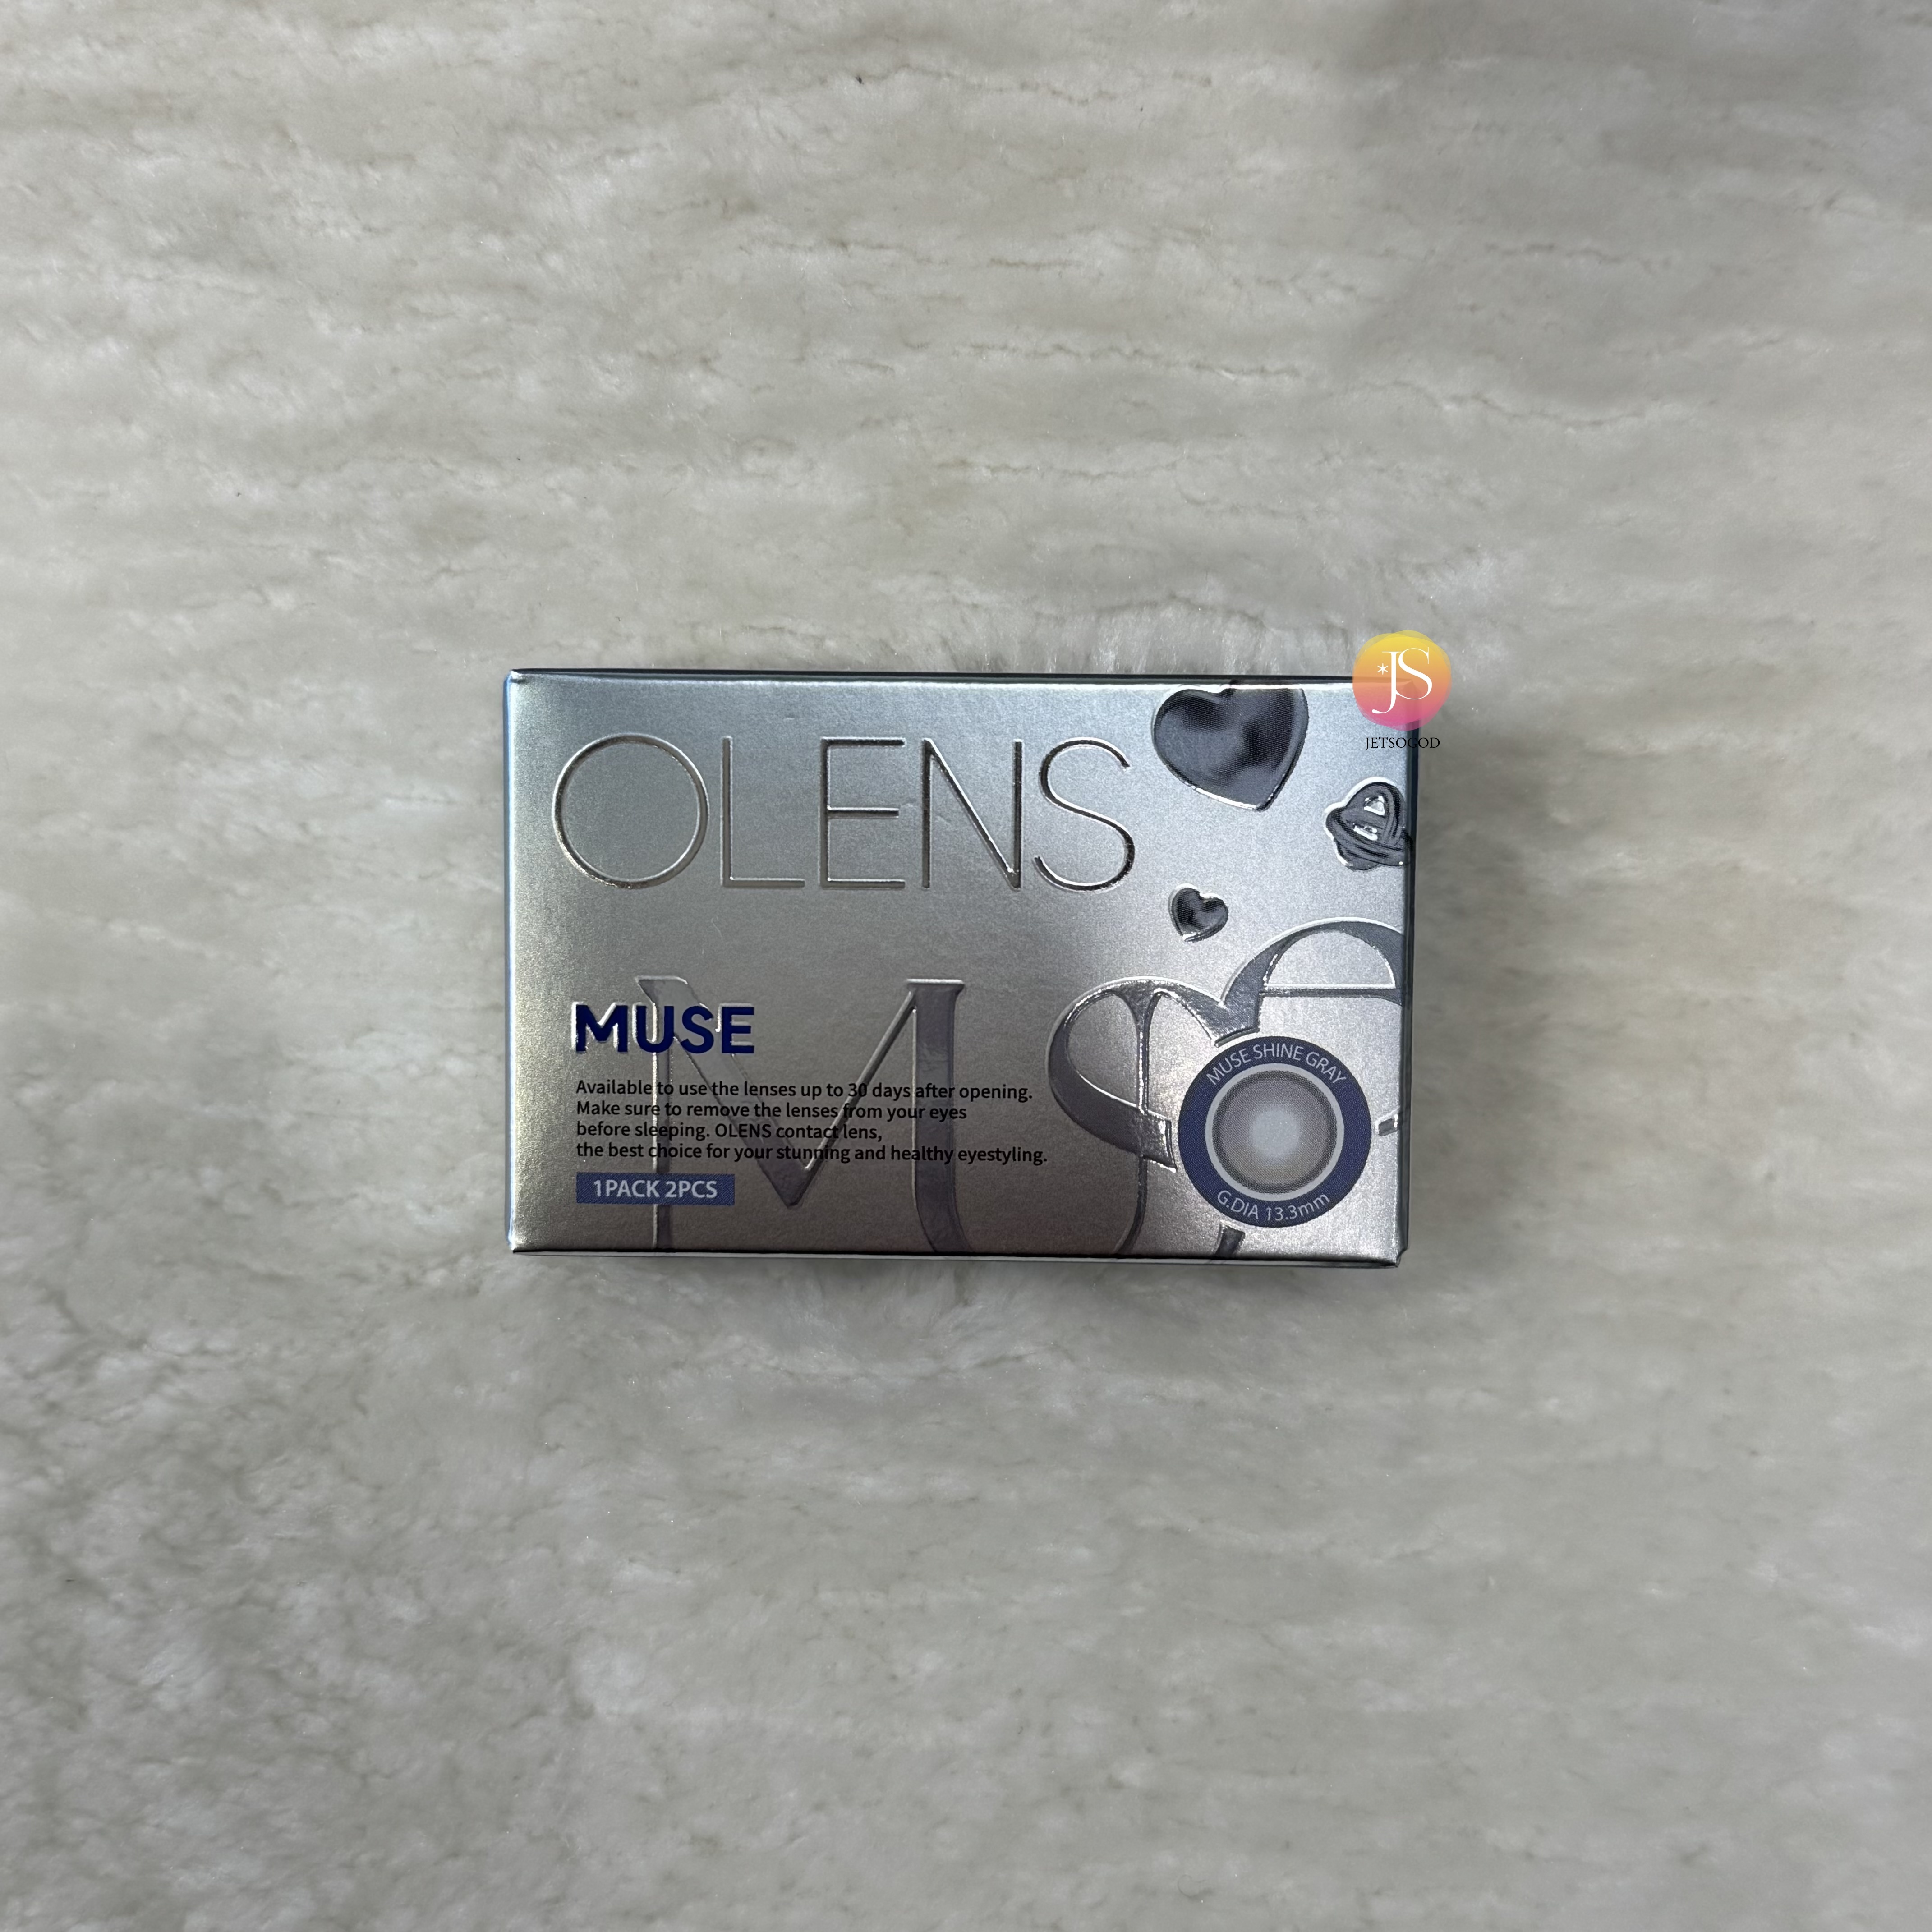 JS
JETSOGOD
OLENS
MUSE
Available to use the lenses up to 30 days after opening.
Make sure to remove the lenses from your eyes
before sleeping. OLENS contact lens,
the best choice for your stunning and healthy eyestyling.
1PACK 2PCS
MUSE SHINE GRAY
G.DIA 13.3mm